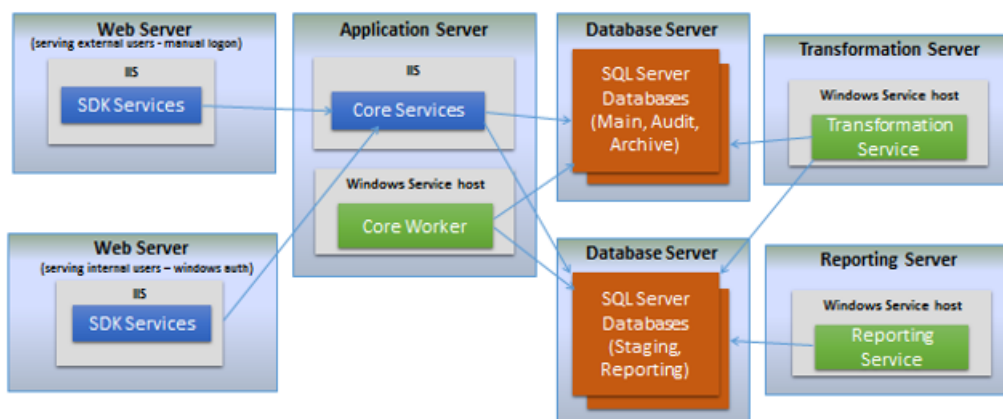 Web Server
(serving external users - manual logon)
IIS
SDK Services
Application Server
IIS
Core Services
Windows Service host
Core Worker
Database Server
SQL Server
Databases
(Main, Audit,
Archive)
Transformation Server
Windows Service host
Transformation
Service
Web Server
(serving internal users – windows auth)
IIS
SDK Services
Database Server
SQL Server
Databases
(Staging,
Reporting)
Reporting Server
Windows Service host
Reporting
Service